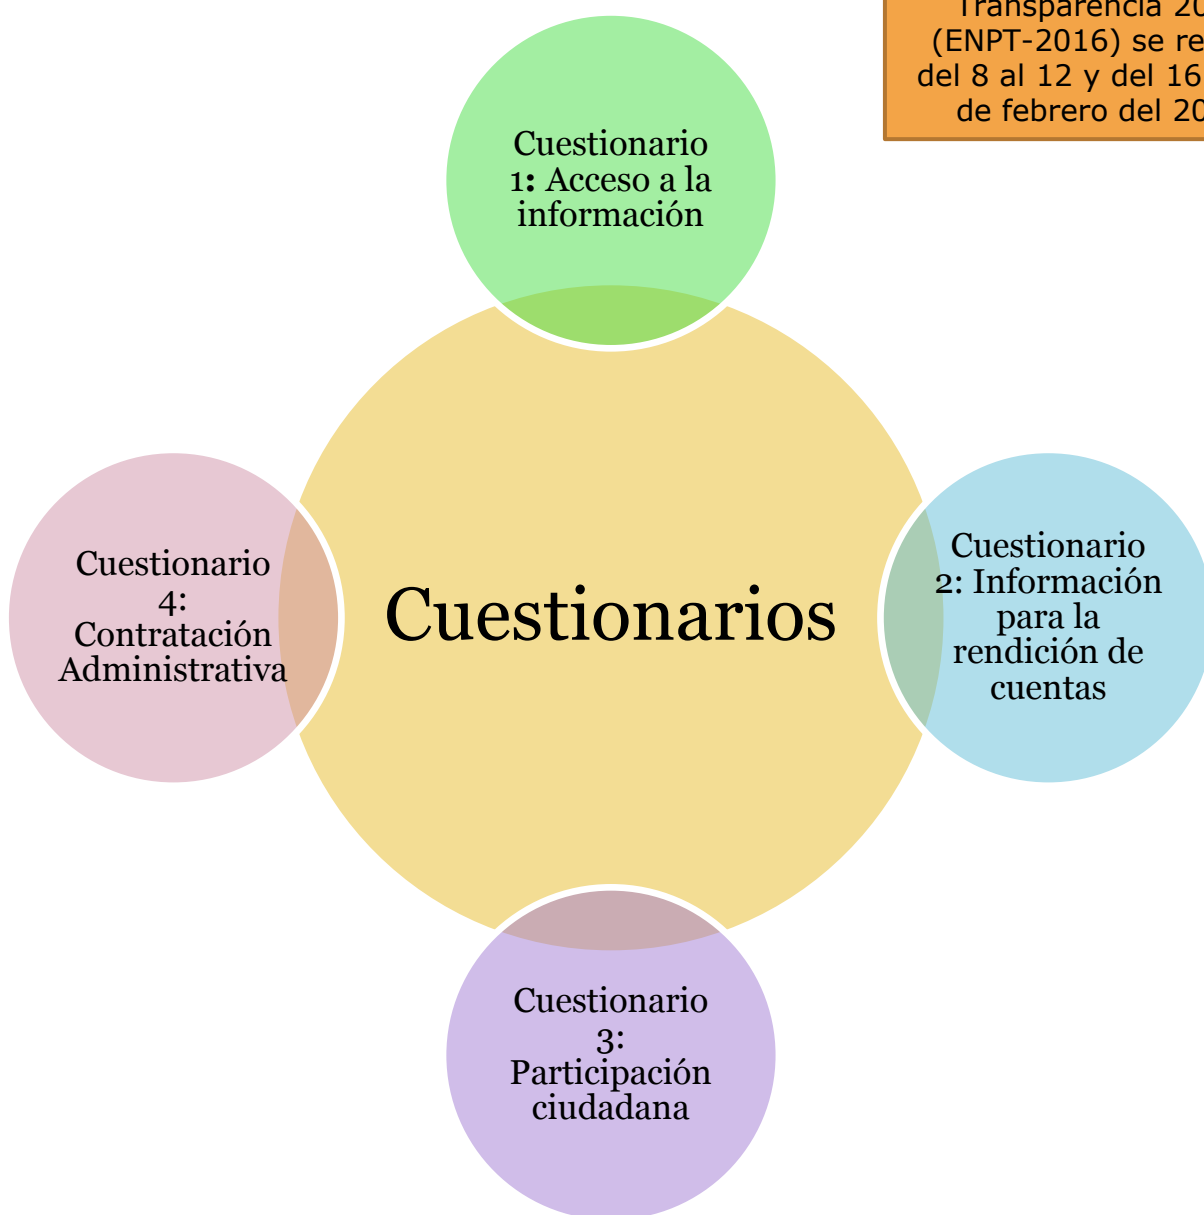 Transparencia 20
(ENPT-2016) se re
del 8 al 12 y del 16
de febrero del 20
Cuestionario
1: Acceso a la
información
Cuestionario
4:
Contratación
Administrativa
Cuestionarios
Cuestionario
2: Información
para la
rendición de
cuentas
Cuestionario
3:
Participación
ciudadana